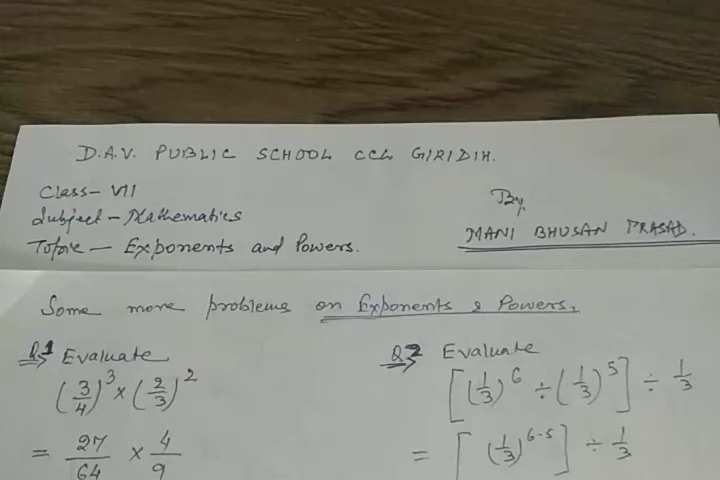 D.A.V. PUBLIC SCHOOL CCL GIRIDIH.
Class- VII
Subject - Mathematics
Topic - Exponents and Powers.
By
MANI BHUSAN PRASAD.
Some more problems on Exponents & Powers.
Q1 Evaluate
(3/4)^3 × (2/3)^2
= 27/64 × 4/9
Q2 Evaluate
[(1/3)^6 ÷ (1/3)^5] ÷ 1/3
= [(1/3)^6-5] ÷ 1/3